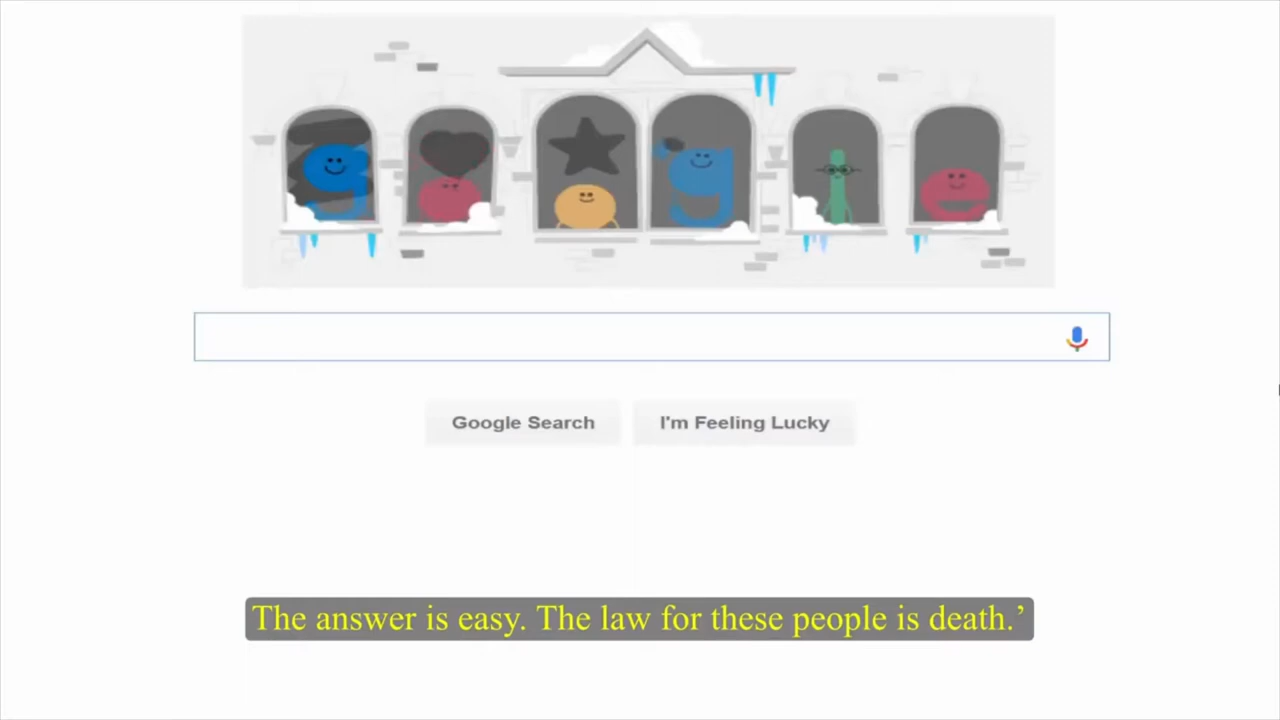 Google Search
I'm Feeling Lucky
The answer is easy. The law for these people is death.’